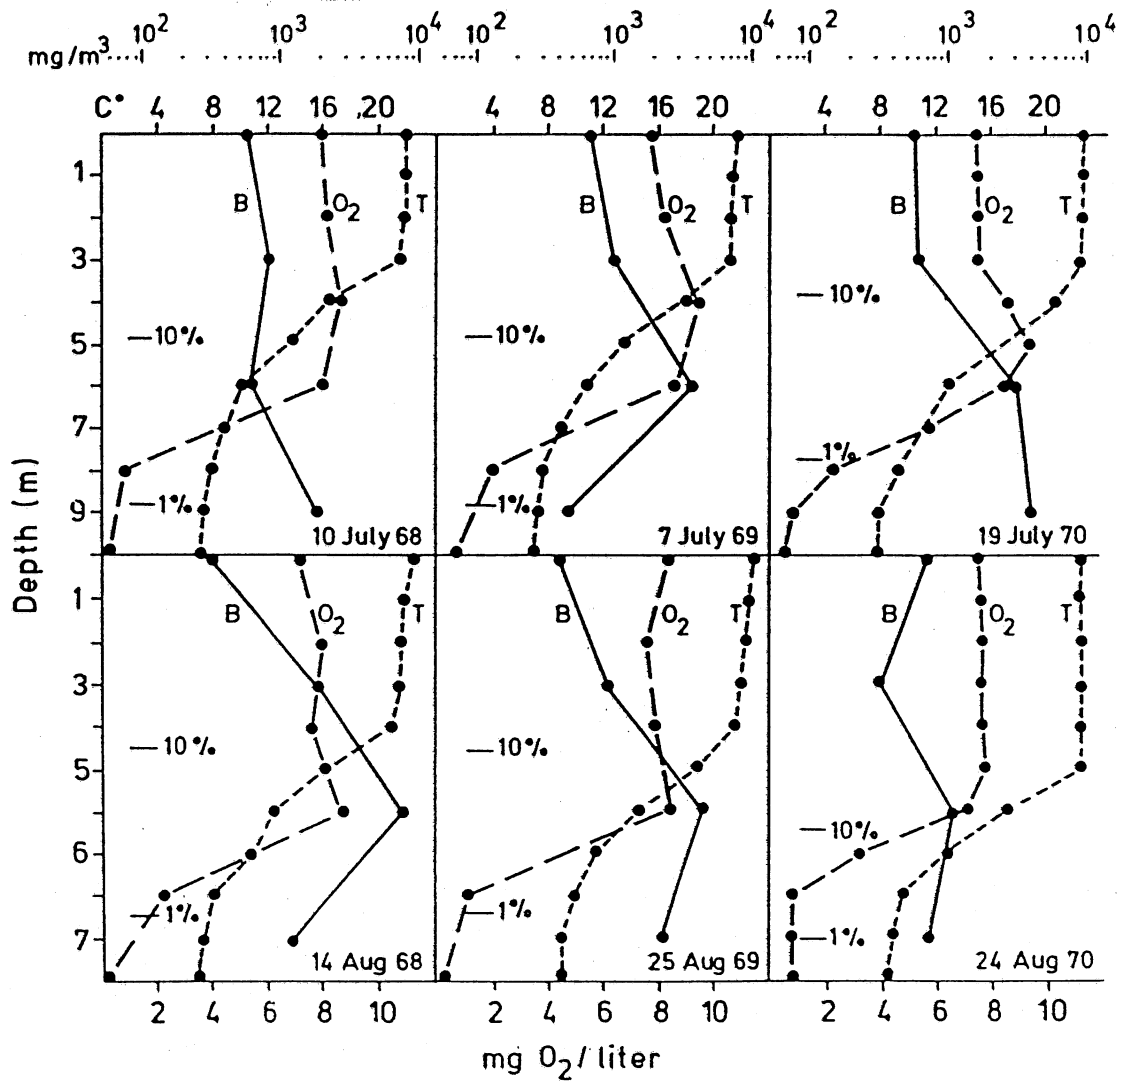 10² 10³ 10⁴ 10² 10³ 10⁴ 10² 10³ 10⁴
mg/m³
C° 4 8 12 16 20 4 8 12 16 20 4 8 12 16 20
1
B O₂ T B O₂ T B O₂ T
3
—10%
5 —10% —10%
7
—1%
9 —1% —1%
10 July 68 7 July 69 19 July 70
Depth (m)
1 B O₂ T B O₂ T B O₂ T
3
—10% —10%
5
—10%
6
—1% —1%
7 —1%
14 Aug 68 25 Aug 69 24 Aug 70
2 4 6 8 10 2 4 6 8 10 2 4 6 8 10
mg O₂/liter